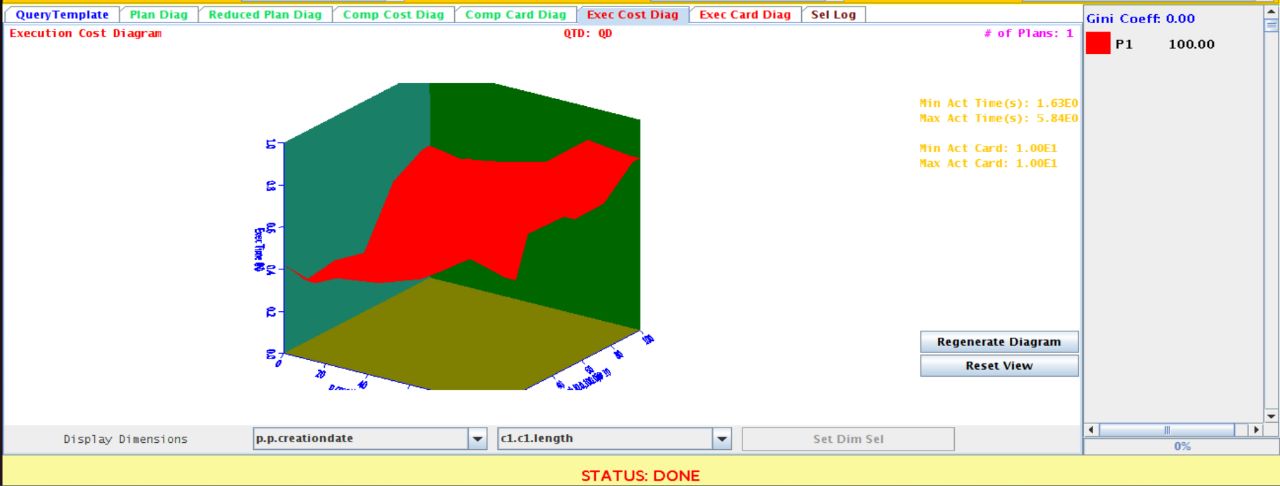 QueryTemplate Plan Diag Reduced Plan Diag Comp Cost Diag Comp Card Diag Exec Cost Diag Exec Card Diag Sel Log
Execution Cost Diagram QTD: QD # of Plans: 1
Gini Coeff: 0.00
P1 100.00
Min Act Time(s): 1.63E0
Max Act Time(s): 5.84E0
Min Act Card: 1.00E1
Max Act Card: 1.00E1
1.0
0.8
0.6
0.4
0.2
0.0
0
20
40
40
60
80
100
Regenerate Diagram
Reset View
Display Dimensions p.p.creationdate c1.c1.length Set Dim Sel
0%
STATUS: DONE